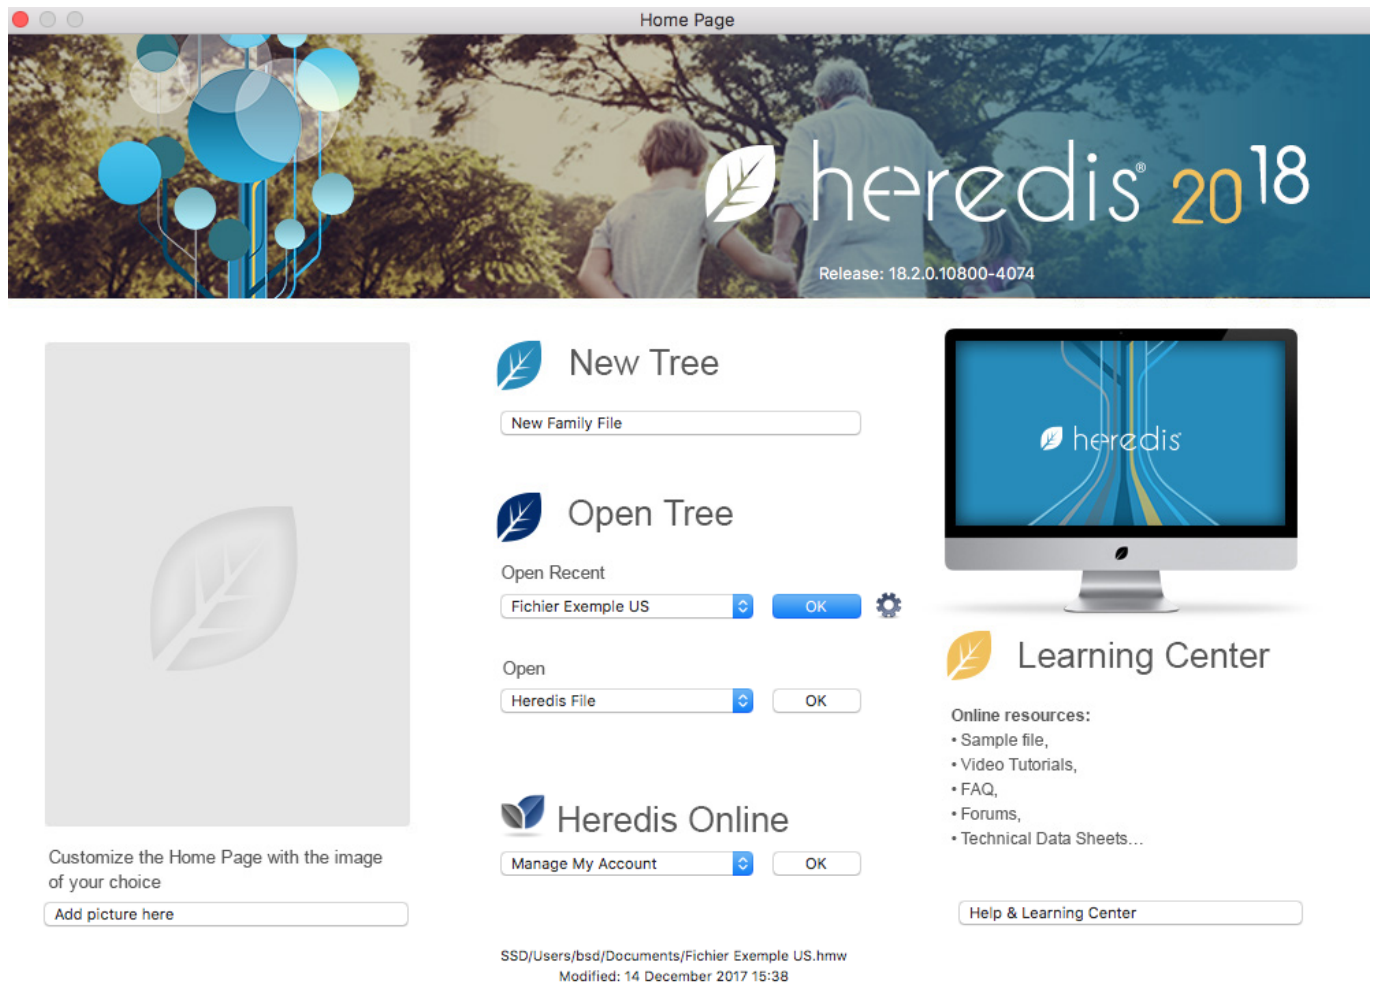 Home Page
heredis® 2018
Release: 18.2.0.10800-4074
New Tree
New Family File
Open Tree
Open Recent
Fichier Exemple US
OK
Open
Heredis File
OK
Heredis Online
Manage My Account
OK
SSD/Users/bsd/Documents/Fichier Exemple US.hmw
Modified: 14 December 2017 15:38
Customize the Home Page with the image
of your choice
Add picture here
heredis
Learning Center
Online resources:
• Sample file,
• Video Tutorials,
• FAQ,
• Forums,
• Technical Data Sheets...
Help & Learning Center